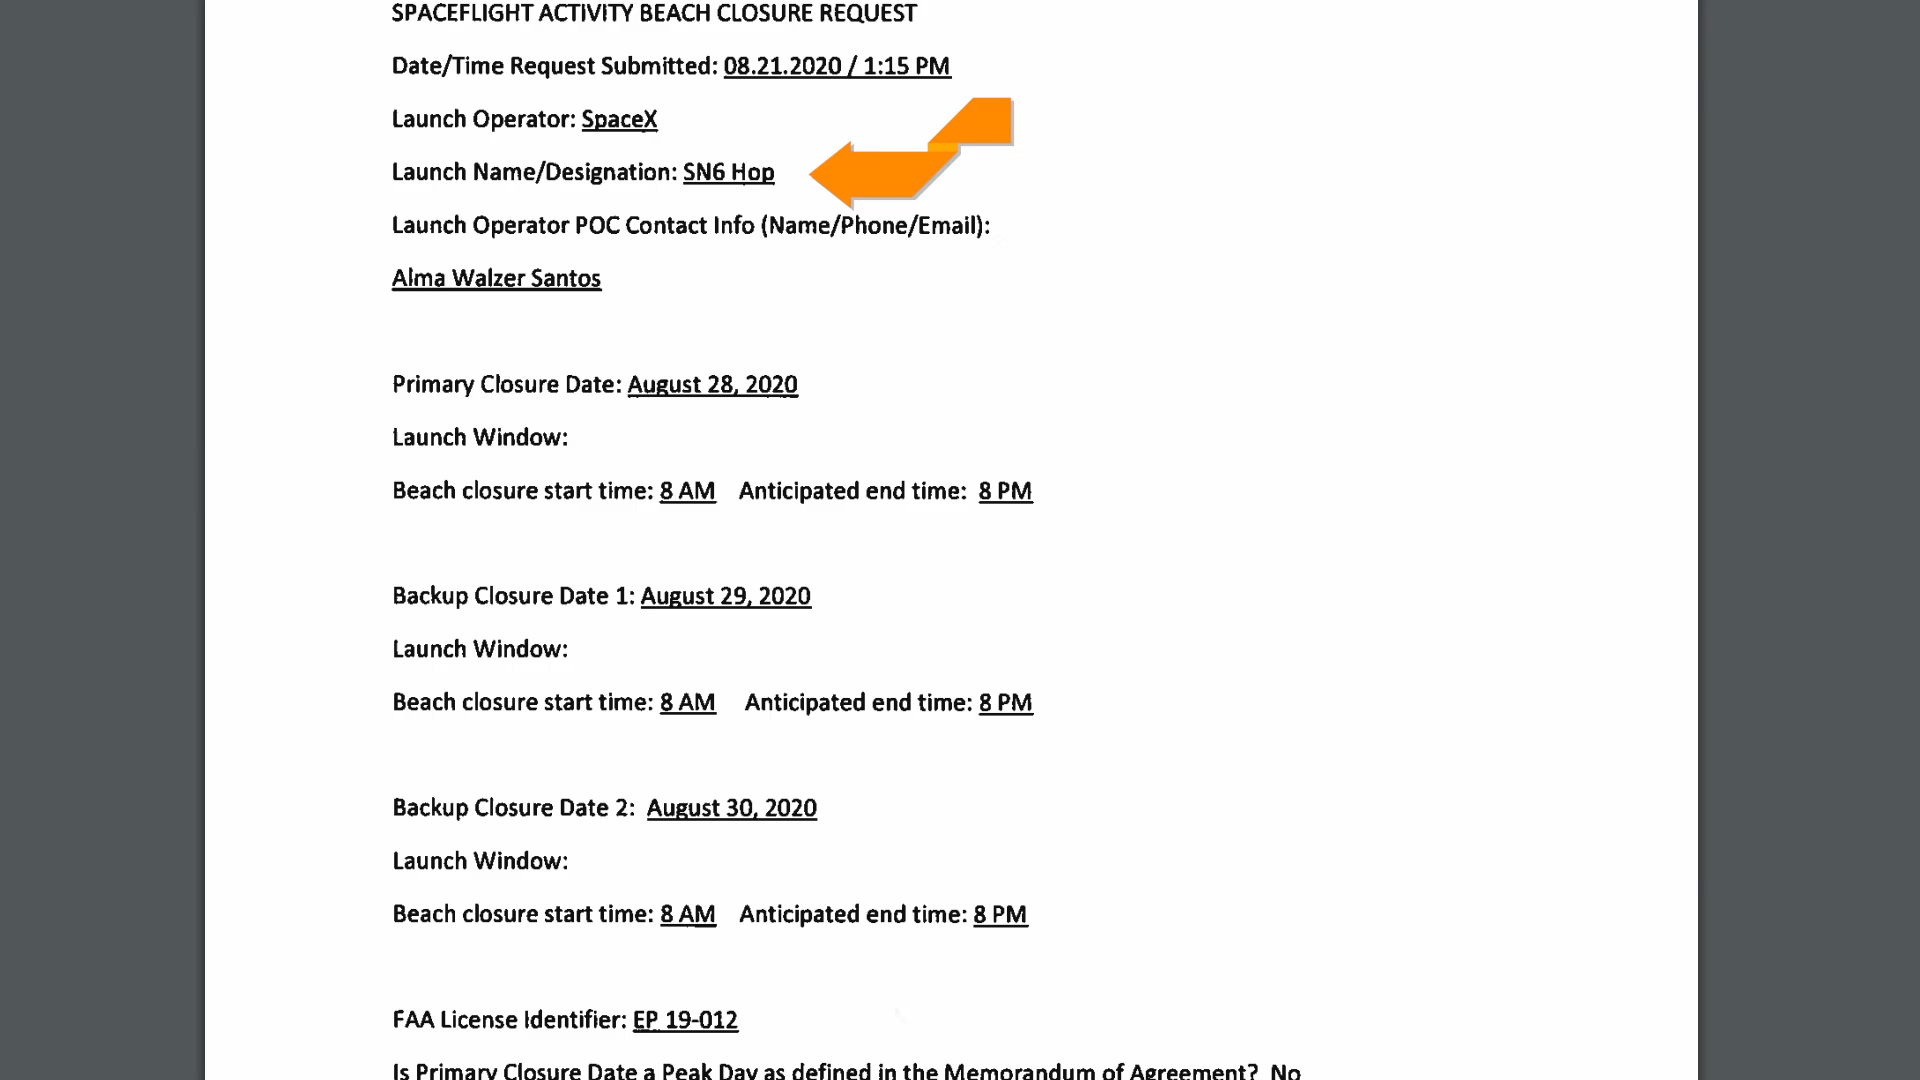 SPACEFLIGHT ACTIVITY BEACH CLOSURE REQUEST
Date/Time Request Submitted: 08.21.2020 / 1:15 PM
Launch Operator: SpaceX
Launch Name/Designation: SN6 Hop
Launch Operator POC Contact Info (Name/Phone/Email):
Alma Walzer Santos
Primary Closure Date: August 28, 2020
Launch Window:
Beach closure start time: 8 AM Anticipated end time: 8 PM
Backup Closure Date 1: August 29, 2020
Launch Window:
Beach closure start time: 8 AM Anticipated end time: 8 PM
Backup Closure Date 2: August 30, 2020
Launch Window:
Beach closure start time: 8 AM Anticipated end time: 8 PM
FAA License Identifier: EP 19-012
Is Primary Closure Date a Peak Day as defined in the Memorandum of Agreement? No